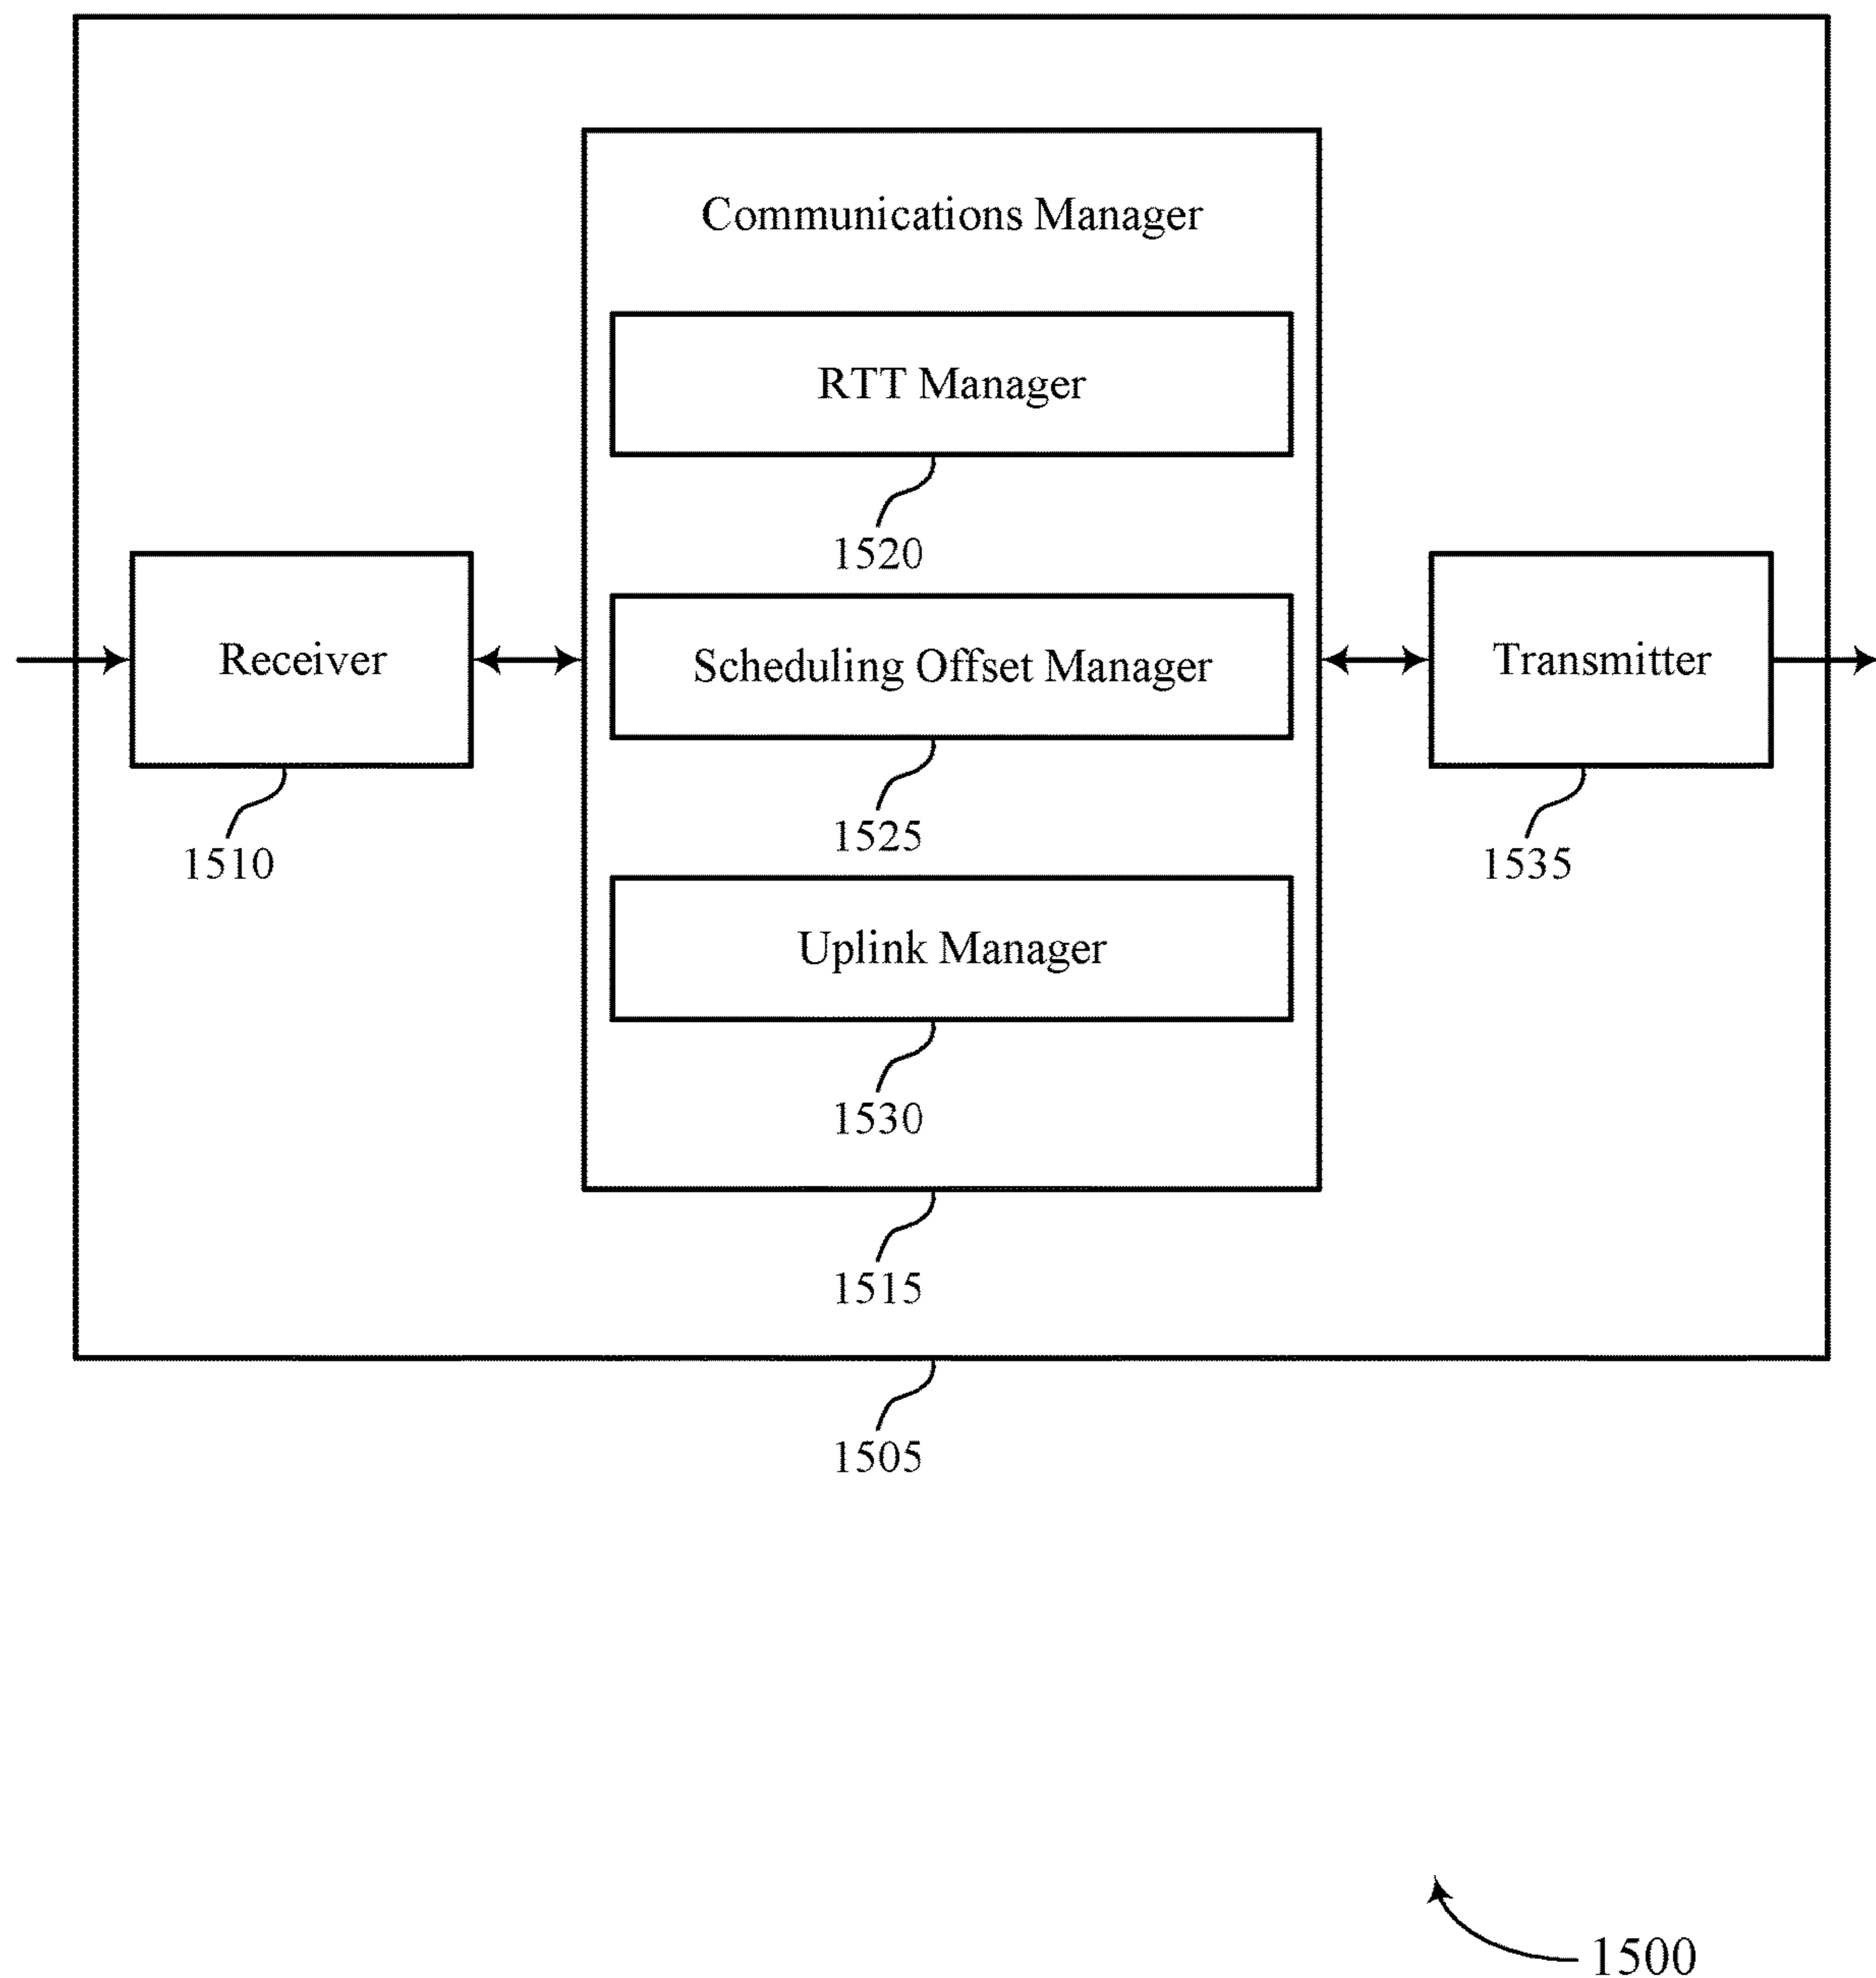 Communications Manager
RTT Manager
1520
Receiver
Scheduling Offset Manager
Transmitter
1510
1525
1535
Uplink Manager
1530
1515
1505
1500